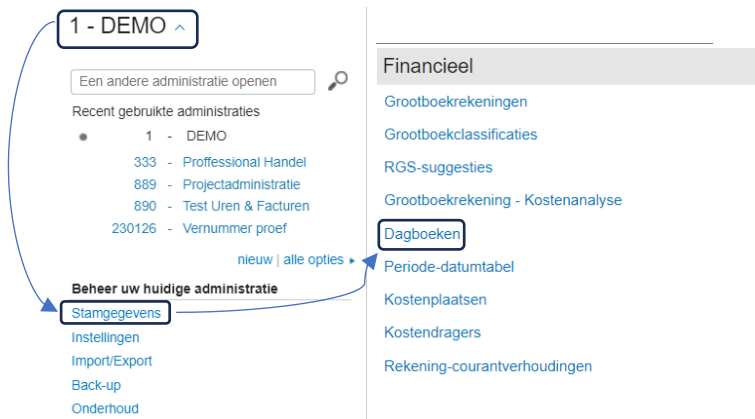 1 - DEMO
Een andere administratie openen
Recent gebruikte administraties
1 - DEMO
333 - Proffessional Handel
889 - Projectadministratie
890 - Test Uren & Facturen
230126 - Vernummer proef
nieuw | alle opties
Beheer uw huidige administratie
Stamgegevens
Instellingen
Import/Export
Back-up
Onderhoud
Financieel
Grootboekrekeningen
Grootboekclassificaties
RGS-suggesties
Grootboekrekening - Kostenanalyse
Dagboeken
Periode-datumtabel
Kostenplaatsen
Kostendragers
Rekening-courantverhoudingen